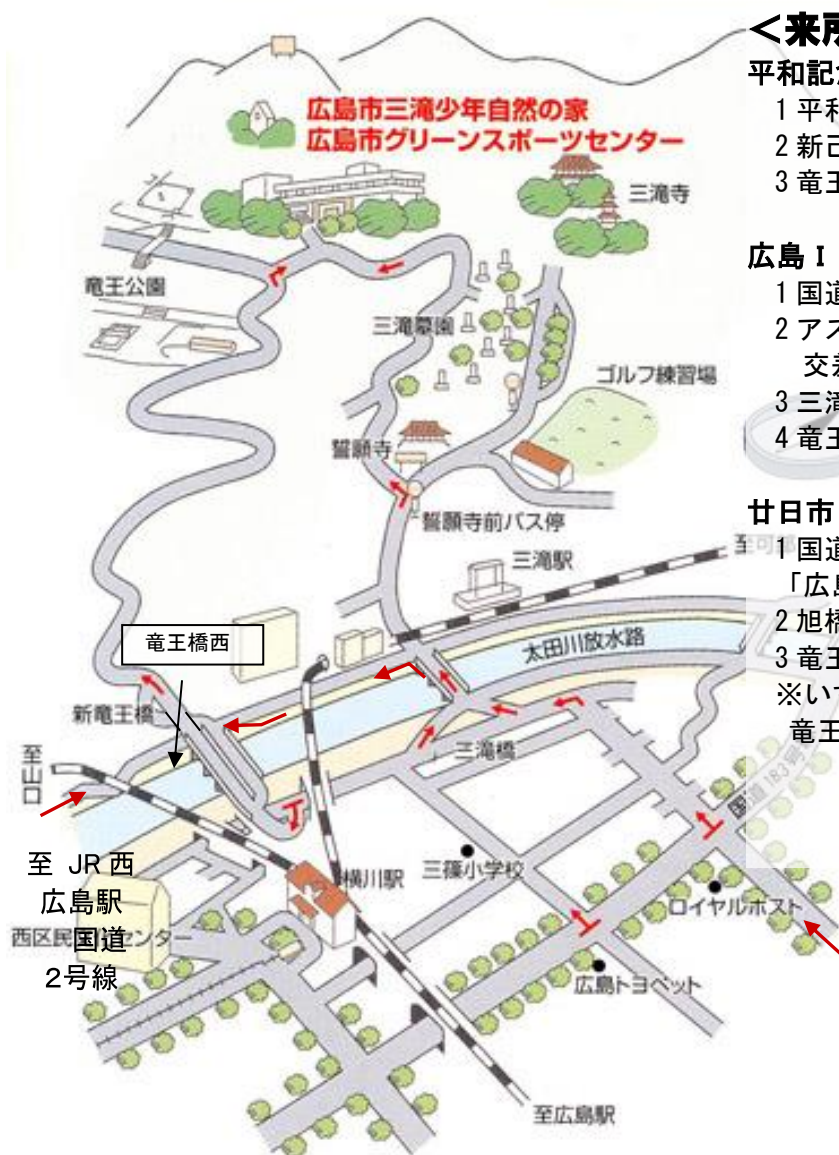 広島市三滝少年自然の家
広島市グリーンスポーツセンター
三滝寺
竜王公園
三滝墓園
ゴルフ練習場
誓願寺
誓願寺前バス停
三滝駅
至可部
竜王橋西
太田川放水路
新竜王橋
三滝橋
至山口
国道183号
至 JR西
広島駅
国道
2号線
横川駅
三篠小学校
ロイヤルポスト
西区民
センター
広島トヨペット
至広島駅
<来所
平和記
1 平和
2 新己
3 竜王
広島 I
1 国道
2 アス
交差
3 三滝
4 竜王
廿日市
1 国道
「広島
2 旭橋
3 竜王
※いず
竜王